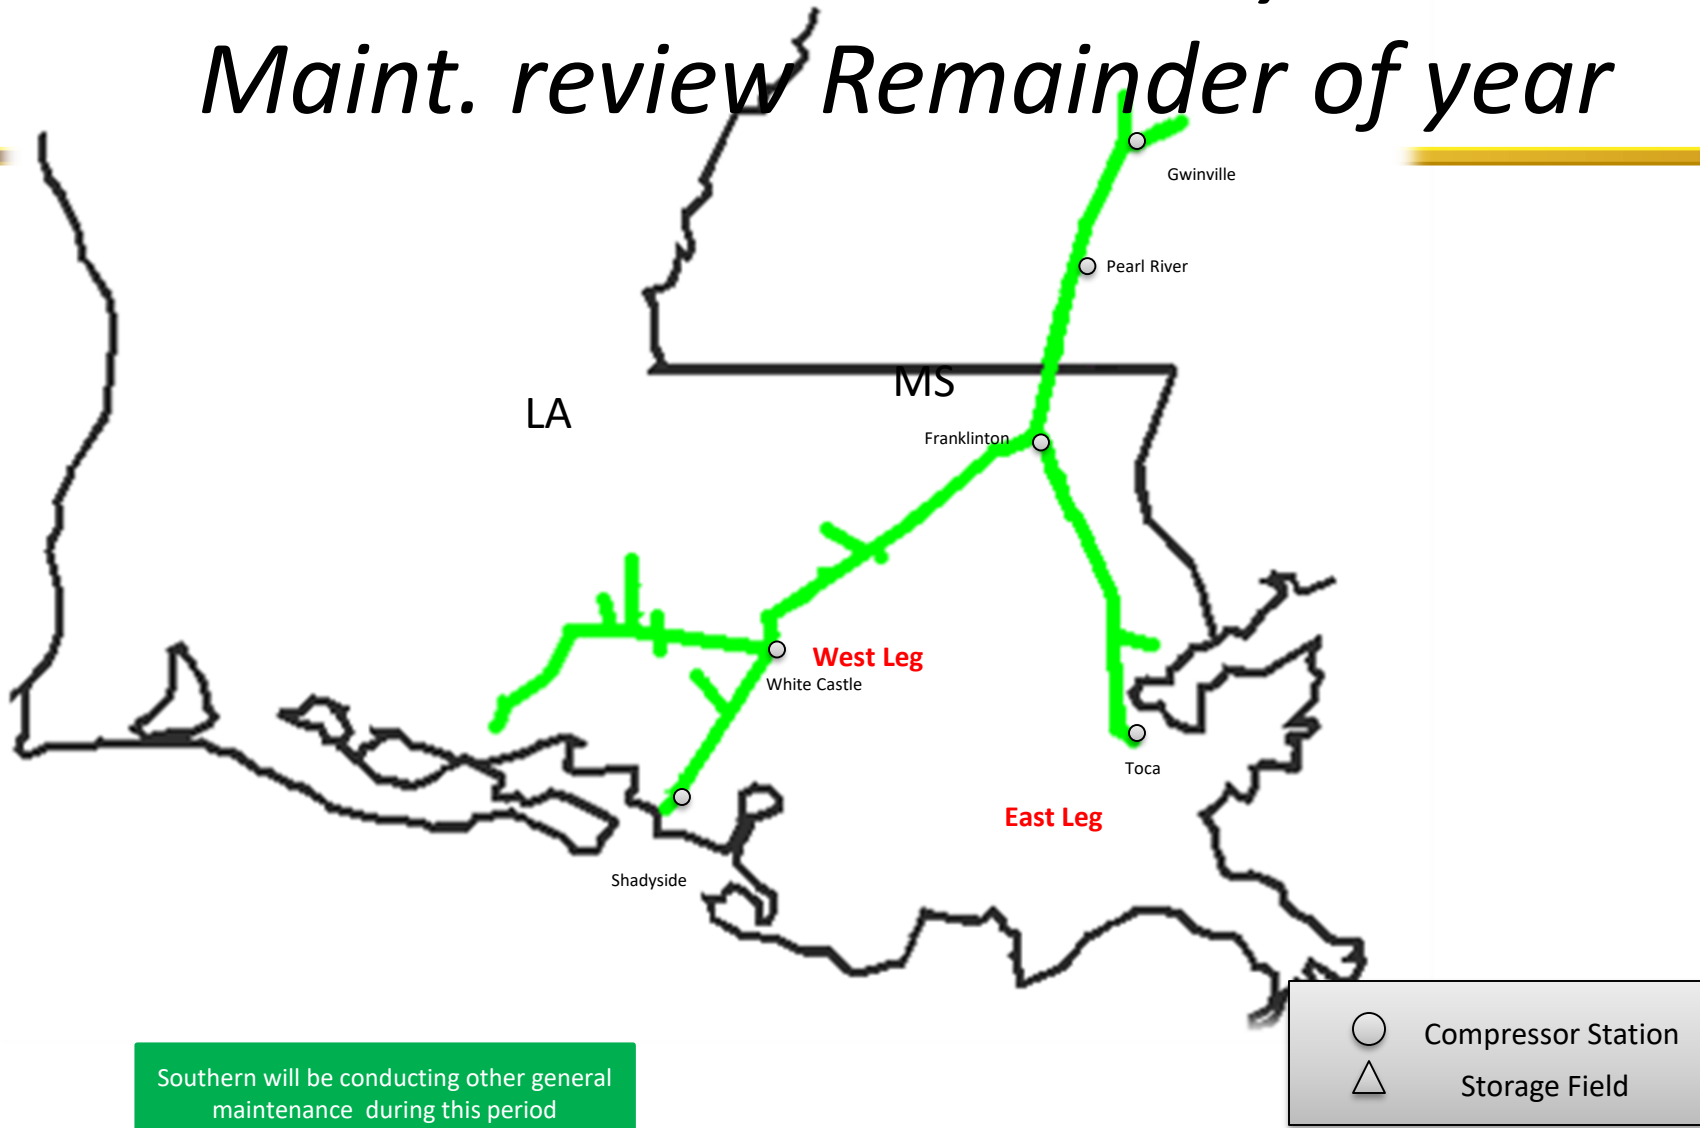 Maint. review Remainder of year
Gwinville
Pearl River
MS
LA
Franklinton
West Leg
White Castle
Toca
East Leg
Shadyside
Compressor Station
Storage Field
Southern will be conducting other general
maintenance  during this period